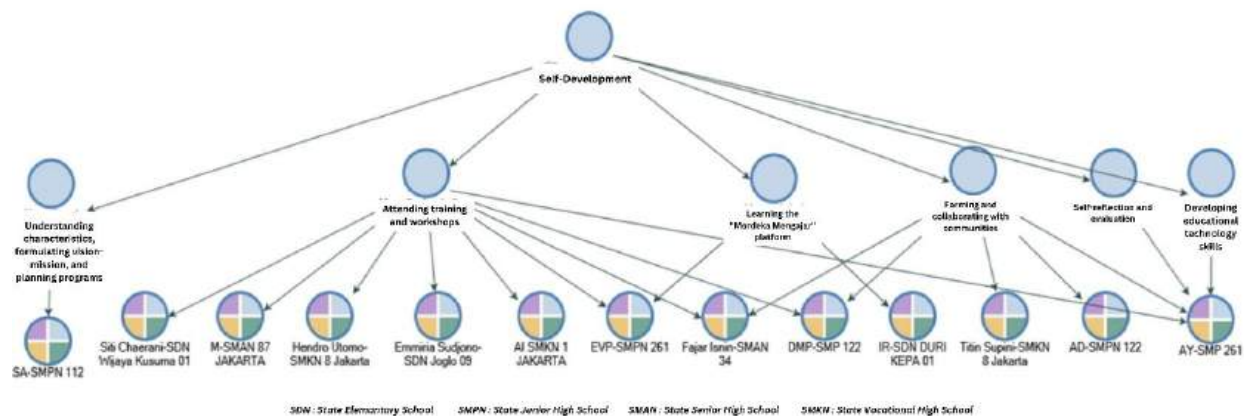 Self-Development
Understanding
characteristics,
formulating vision-
mission, and
planning programs
Attending training
and workshops
Learning the
"Merdeka Mengajar"
platform
Forming and
collaborating with
communities
Self-reflection and
evaluation
Developing
educational
technology
skills
SA-SMPN 112
Siti Chaerani-SDN
Wijaya Kusuma 01
M-SMAN 87
JAKARTA
Hendro Utomo-
SMKN 8 Jakarta
Emmiria Sudjono-
SDN Joglo 09
AI SMKN 1
JAKARTA
EVP-SMPN 261
Fajar Isnin-SMAN
34
DMP-SMP 122
IR-SDN DURI
KEPA 01
Titin Supini-SMKN
8 Jakarta
AD-SMPN 122
AY-SMP 261
SDN : State Elementary School SMPN : State Junior High School SMAN : State Senior High School SMKN : State Vocational High School